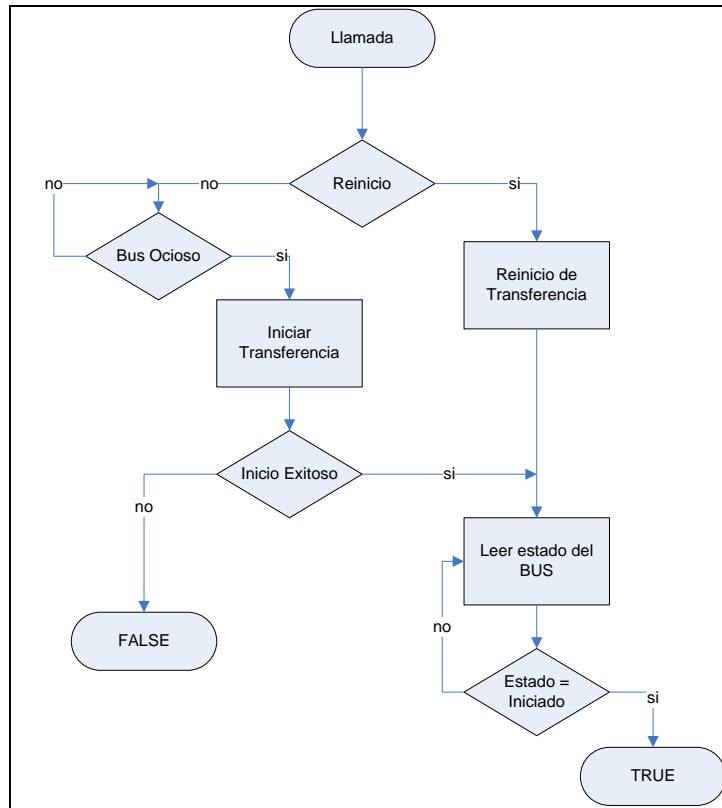 Llamada
Reinicio
no
no
si
Bus Ocioso
si
Reinicio de
Transferencia
Iniciar
Transferencia
Inicio Exitoso
si
no
Leer estado del
BUS
no
FALSE
Estado =
Iniciado
si
TRUE